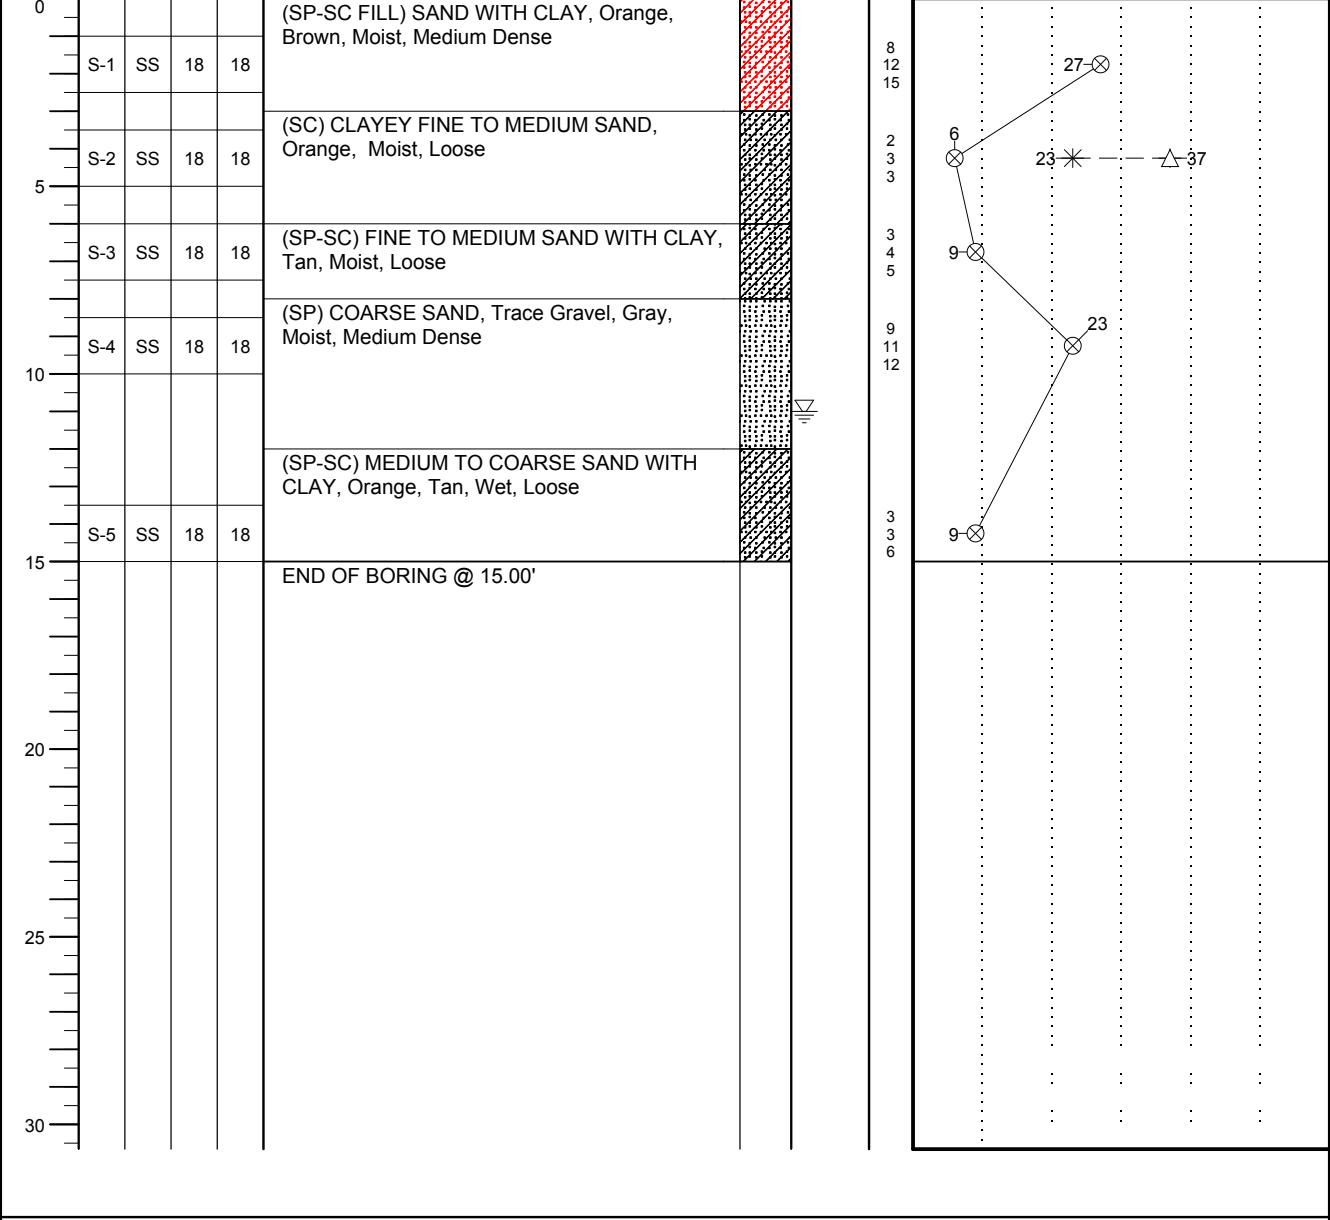 0
(SP-SC FILL) SAND WITH CLAY, Orange,
Brown, Moist, Medium Dense
S-1 SS 18 18
8
12
15
27
(SC) CLAYEY FINE TO MEDIUM SAND,
Orange, Moist, Loose
S-2 SS 18 18
2
3
3
6
23
37
5
(SP-SC) FINE TO MEDIUM SAND WITH CLAY,
Tan, Moist, Loose
S-3 SS 18 18
3
4
5
9
(SP) COARSE SAND, Trace Gravel, Gray,
Moist, Medium Dense
S-4 SS 18 18
9
11
12
23
10
(SP-SC) MEDIUM TO COARSE SAND WITH
CLAY, Orange, Tan, Wet, Loose
S-5 SS 18 18
3
3
6
9
15
END OF BORING @ 15.00'
20
25
30